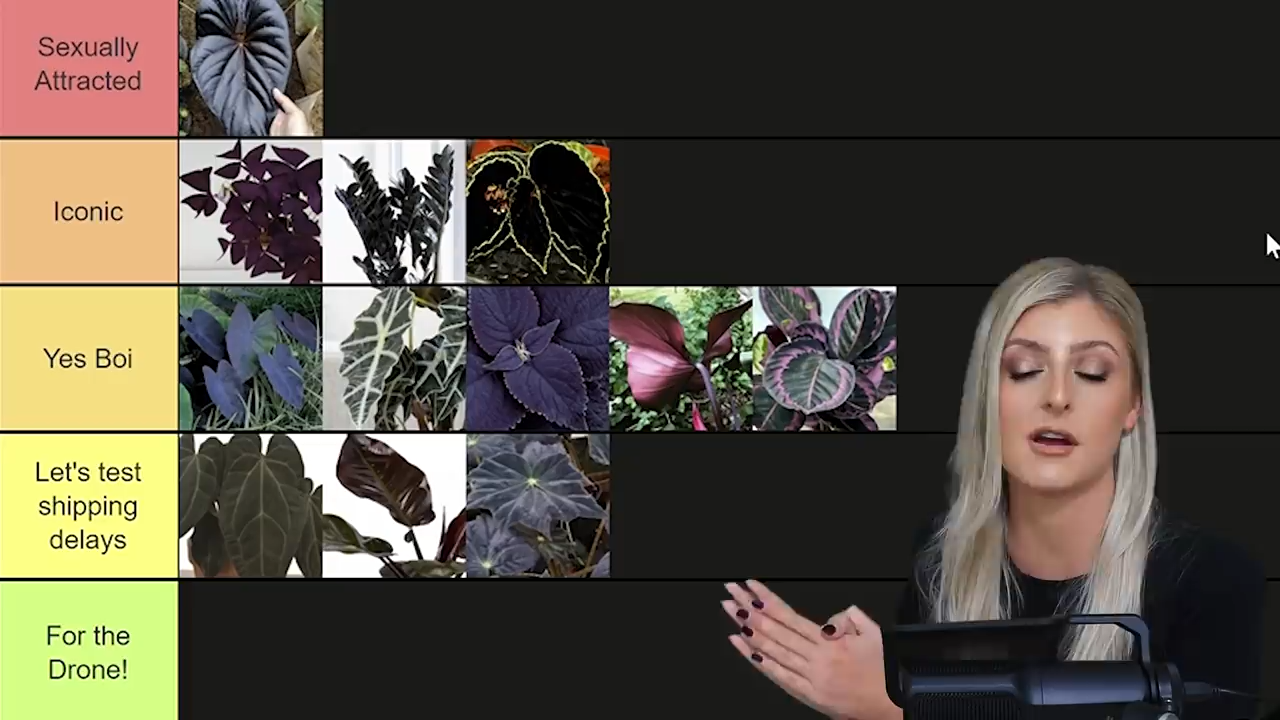 Sexually
Attracted
Iconic
Yes Boi
Let's test
shipping
delays
For the
Drone!